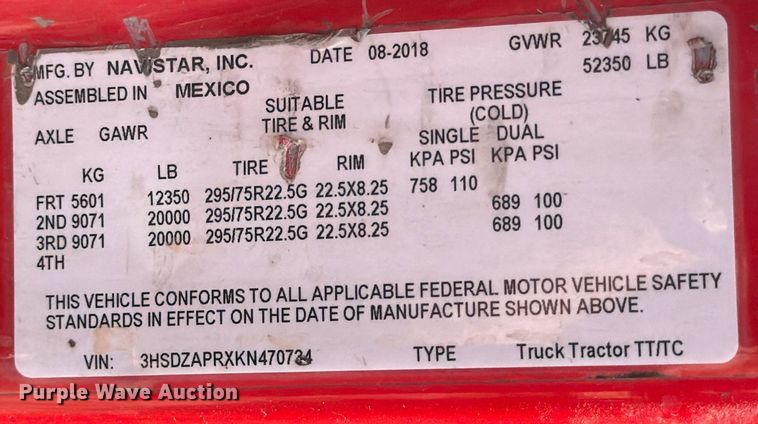 MFG. BY NAVISTAR, INC. DATE 08-2018 GVWR 23745 KG
52350 LB
ASSEMBLED IN MEXICO
SUITABLE TIRE PRESSURE
AXLE GAWR TIRE & RIM (COLD)
SINGLE DUAL
KG LB TIRE RIM KPA PSI KPA PSI
FRT 5601 12350 295/75R22.5G 22.5X8.25 758 110
2ND 9071 20000 295/75R22.5G 22.5X8.25 689 100
3RD 9071 20000 295/75R22.5G 22.5X8.25 689 100
4TH
THIS VEHICLE CONFORMS TO ALL APPLICABLE FEDERAL MOTOR VEHICLE SAFETY
STANDARDS IN EFFECT ON THE DATE OF MANUFACTURE SHOWN ABOVE.
VIN: 3HSDZAPRXKN470734 TYPE Truck Tractor TT/TC
Purple Wave Auction